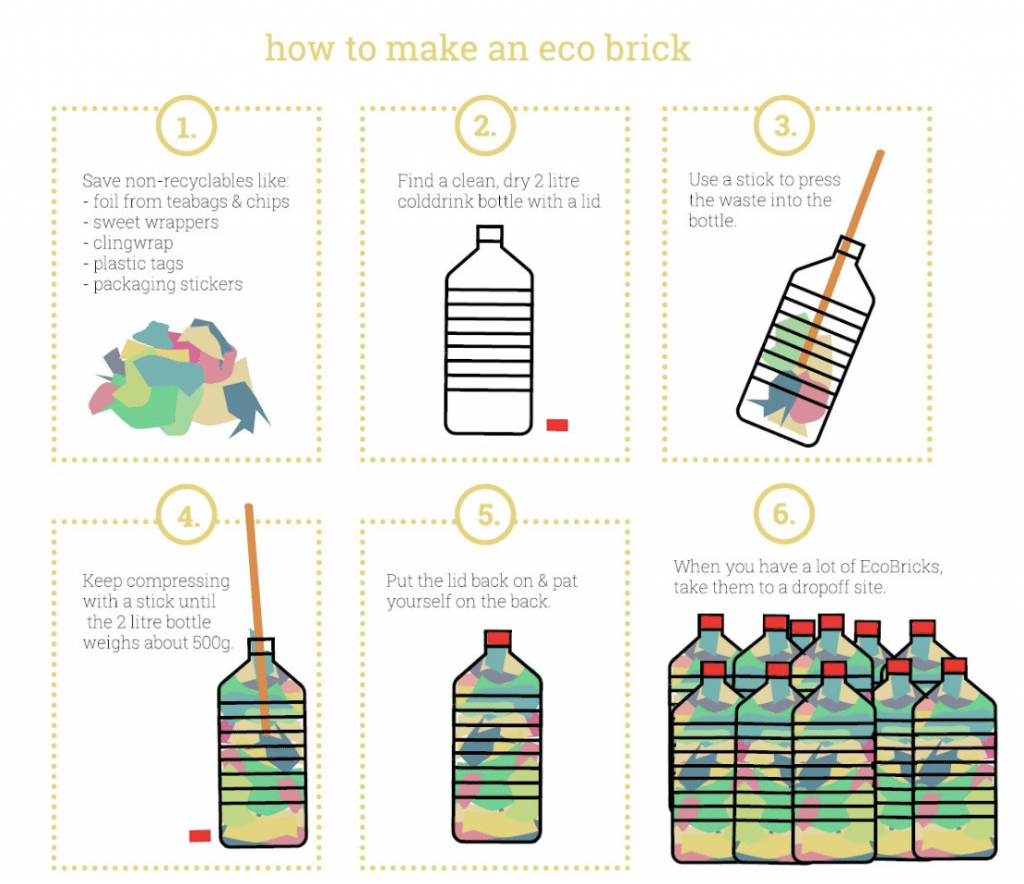 how to make an eco brick
1.
Save non-recyclables like:
- foil from teabags & chips
- sweet wrappers
- clingwrap
- plastic tags
- packaging stickers
2.
Find a clean, dry 2 litre
colddrink bottle with a lid
3.
Use a stick to press
the waste into the
bottle.
4.
Keep compressing
with a stick until
the 2 litre bottle
weighs about 500g.
5.
Put the lid back on & pat
yourself on the back.
6.
When you have a lot of EcoBricks,
take them to a dropoff site.